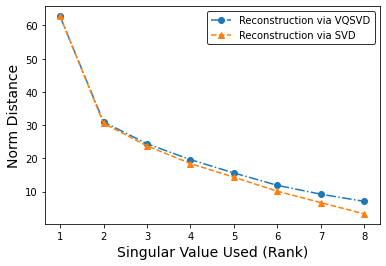 Reconstruction via VQSVD
Reconstruction via SVD
Norm Distance
60
50
40
30
20
10
1 2 3 4 5 6 7 8
Singular Value Used (Rank)